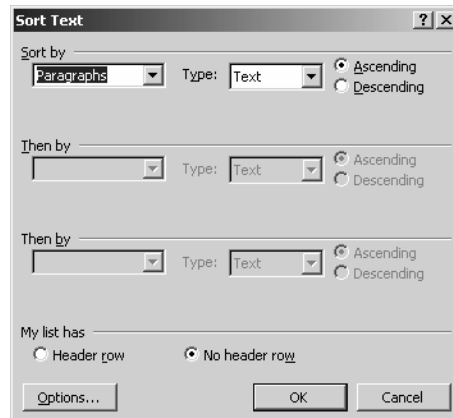 Sort Text
Sort by
Paragraphs Type: Text Ascending
Descending
Then by
Type: Text Ascending
Descending
Then by
Type: Text Ascending
Descending
My list has
Header row No header row
Options... OK Cancel